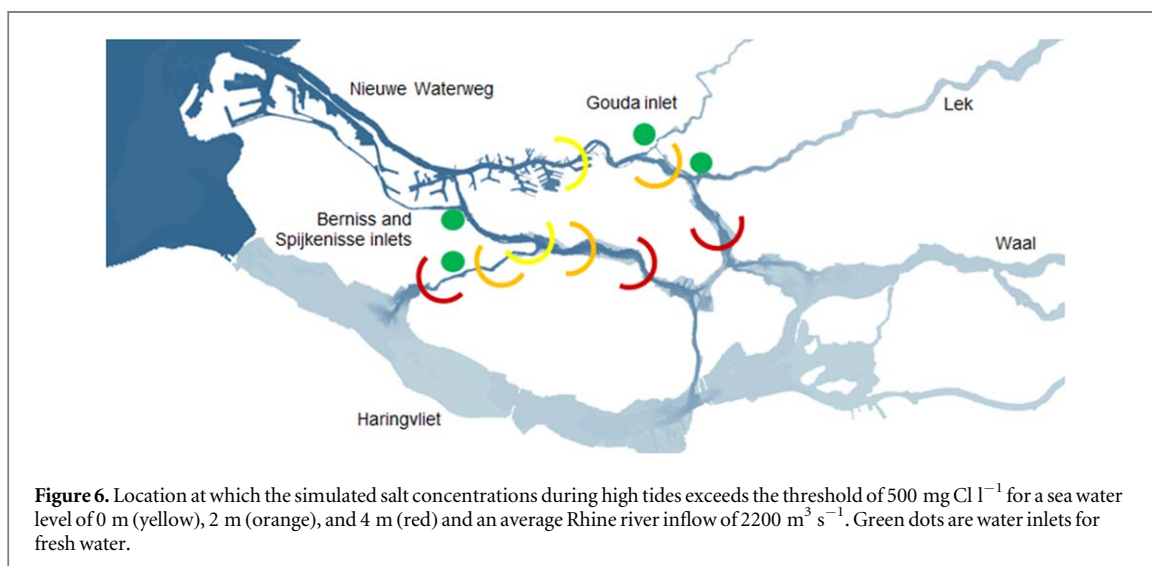 Nieuwe Waterweg
Gouda inlet
Lek
Berniss and
Spijkenisse inlets
Waal
Haringvliet
Figure 6. Location at which the simulated salt concentrations during high tides exceeds the threshold of 500 mg Cl l⁻¹ for a sea water
level of 0 m (yellow), 2 m (orange), and 4 m (red) and an average Rhine river inflow of 2200 m³ s⁻¹. Green dots are water inlets for
fresh water.